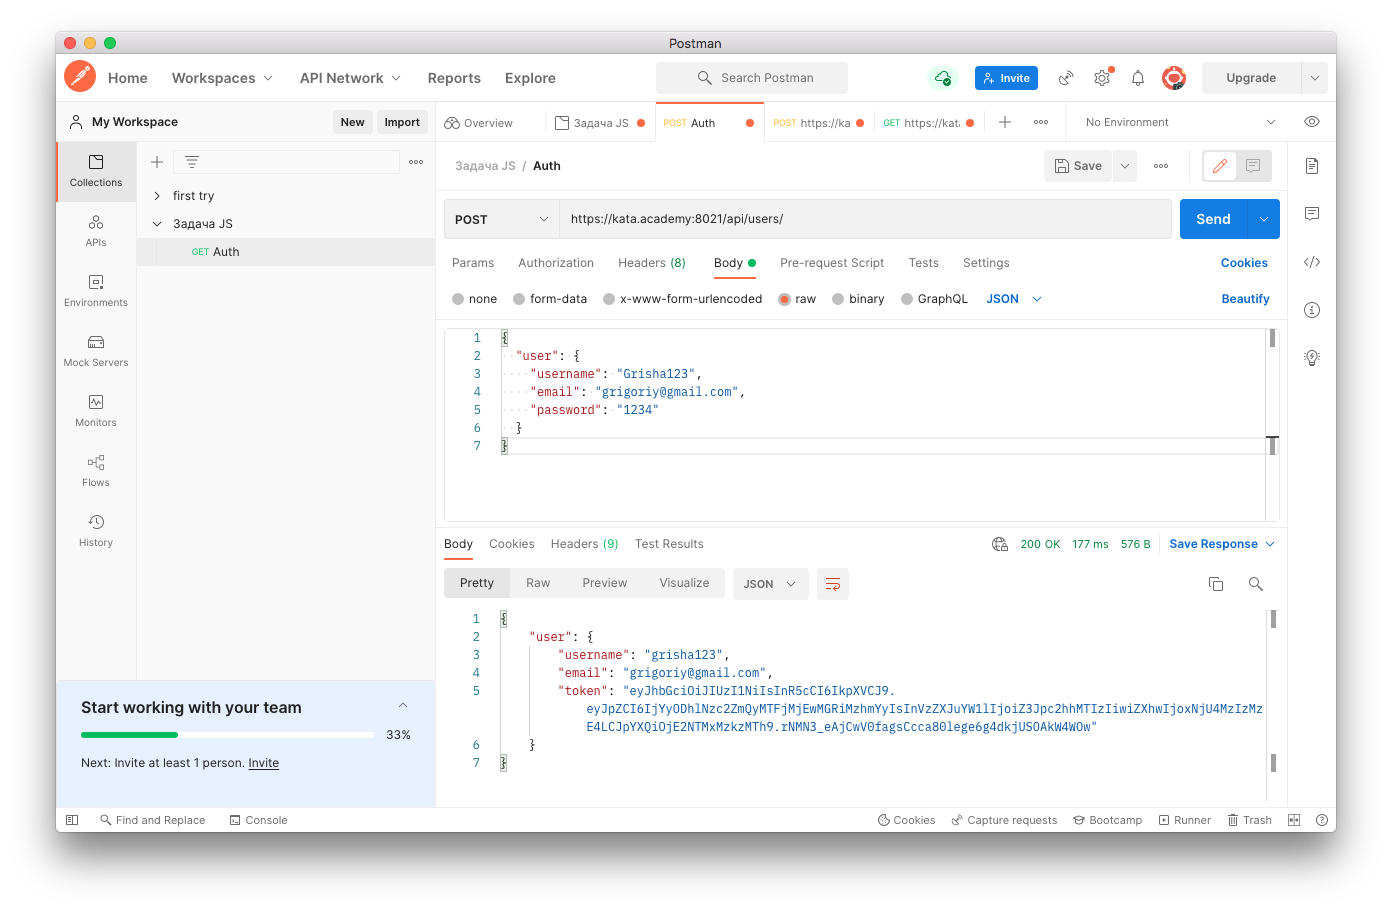 Postman
Home Workspaces API Network Reports Explore Search Postman Invite Upgrade
My Workspace New Import Overview Задача JS POST Auth POST https://ka GET https://kat No Environment
Collections
APIs
Environments
Mock Servers
Monitors
Flows
History
first try
Задача JS
GET Auth
Задача JS / Auth Save
POST https://kata.academy:8021/api/users/ Send
Params Authorization Headers (8) Body Pre-request Script Tests Settings Cookies
none form-data x-www-form-urlencoded raw binary GraphQL JSON Beautify
1 {
2 "user": {
3 "username": "Grisha123",
4 "email": "grigoriy@gmail.com",
5 "password": "1234"
6 }
7 }
Body Cookies Headers (9) Test Results 200 OK 177 ms 576 B Save Response
Pretty Raw Preview Visualize JSON
1 {
2 "user": {
3 "username": "grisha123",
4 "email": "grigoriy@gmail.com",
5 "token": "eyJhbGciOiJIUzI1NiIsInR5cCI6IkpXVCJ9.
eyJpZCI6IjYyODhlNzc2ZmQyMTFjMjEwMGRiMzhmYyIsInVzZXJuYW1lIjoiZ3Jpc2hhMTIzIiwiZXhwIjoxNjU4MzIzMz
E4LCJpYXQiOjE2NTMxMzkzMTh9.rNMN3_eAjCwV0fagsCcca80lege6g4dkjUSOAkW4WOw"
6 }
7 }
Start working with your team
33%
Next: Invite at least 1 person. Invite
Find and Replace Console Cookies Capture requests Bootcamp Runner Trash